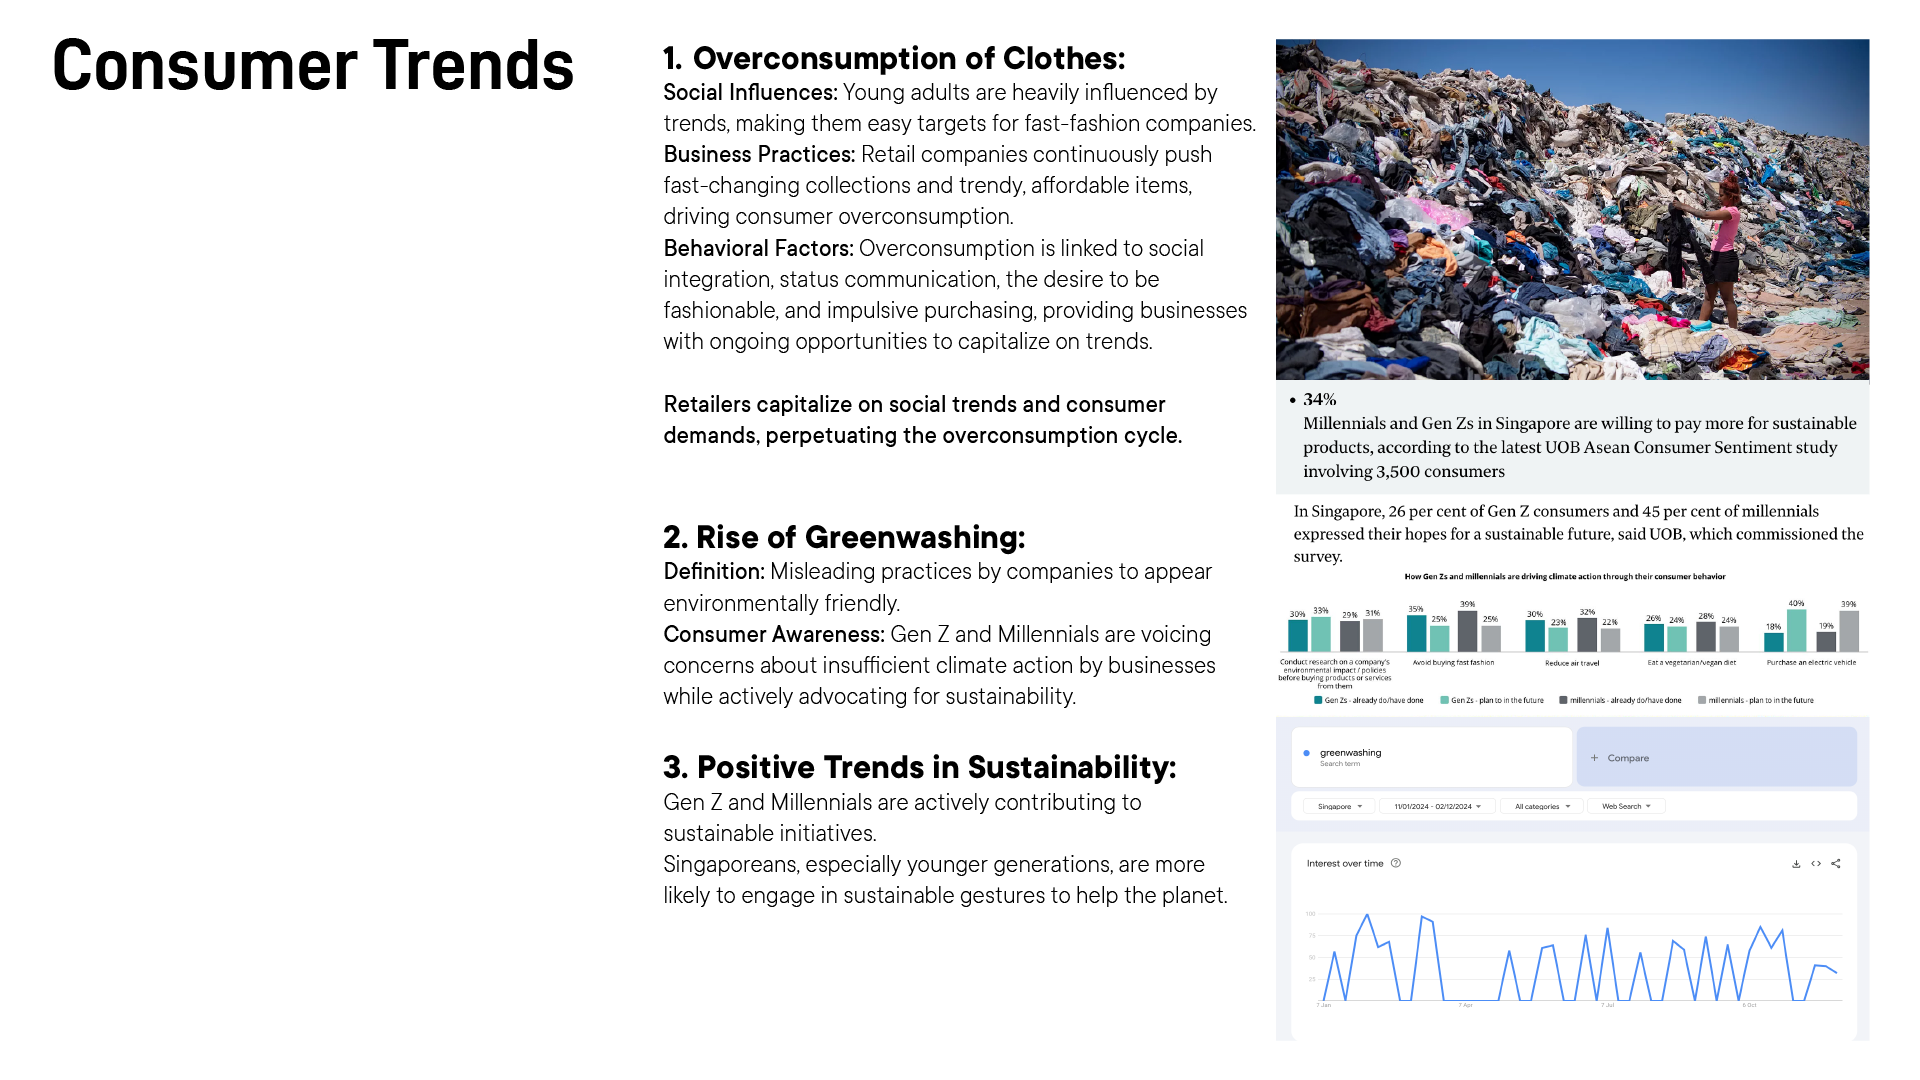 Consumer Trends
1. Overconsumption of Clothes:
Social Influences: Young adults are heavily influenced by
trends, making them easy targets for fast-fashion companies.
Business Practices: Retail companies continuously push
fast-changing collections and trendy, affordable items,
driving consumer overconsumption.
Behavioral Factors: Overconsumption is linked to social
integration, status communication, the desire to be
fashionable, and impulsive purchasing, providing businesses
with ongoing opportunities to capitalize on trends.
Retailers capitalize on social trends and consumer
demands, perpetuating the overconsumption cycle.
2. Rise of Greenwashing:
Definition: Misleading practices by companies to appear
environmentally friendly.
Consumer Awareness: Gen Z and Millennials are voicing
concerns about insufficient climate action by businesses
while actively advocating for sustainability.
3. Positive Trends in Sustainability:
Gen Z and Millennials are actively contributing to
sustainable initiatives.
Singaporeans, especially younger generations, are more
likely to engage in sustainable gestures to help the planet.
• 34%
Millennials and Gen Zs in Singapore are willing to pay more for sustainable
products, according to the latest UOB Asean Consumer Sentiment study
involving 3,500 consumers
In Singapore, 26 per cent of Gen Z consumers and 45 per cent of millennials
expressed their hopes for a sustainable future, said UOB, which commissioned the
survey.
How Gen Zs and millennials are driving climate action through their consumer behavior
30% 33% 29% 31%
35% 25% 39% 25%
30% 23% 32% 22%
26% 24% 28% 24%
18% 40% 19% 39%
Conduct research on a company's
environmental impact / policies
before buying products or services
from them
Avoid buying fast fashion
Reduce air travel
Eat a vegetarian/vegan diet
Purchase an electric vehicle
Gen Zs - already do/have done
Gen Zs - plan to in the future
millennials - already do/have done
millennials - plan to in the future
greenwashing
Search term
+ Compare
Singapore
11/01/2024 - 02/12/2024
All categories
Web Search
Interest over time
100
75
50
25
7 Jan
7 Apr
7 Jul
6 Oct